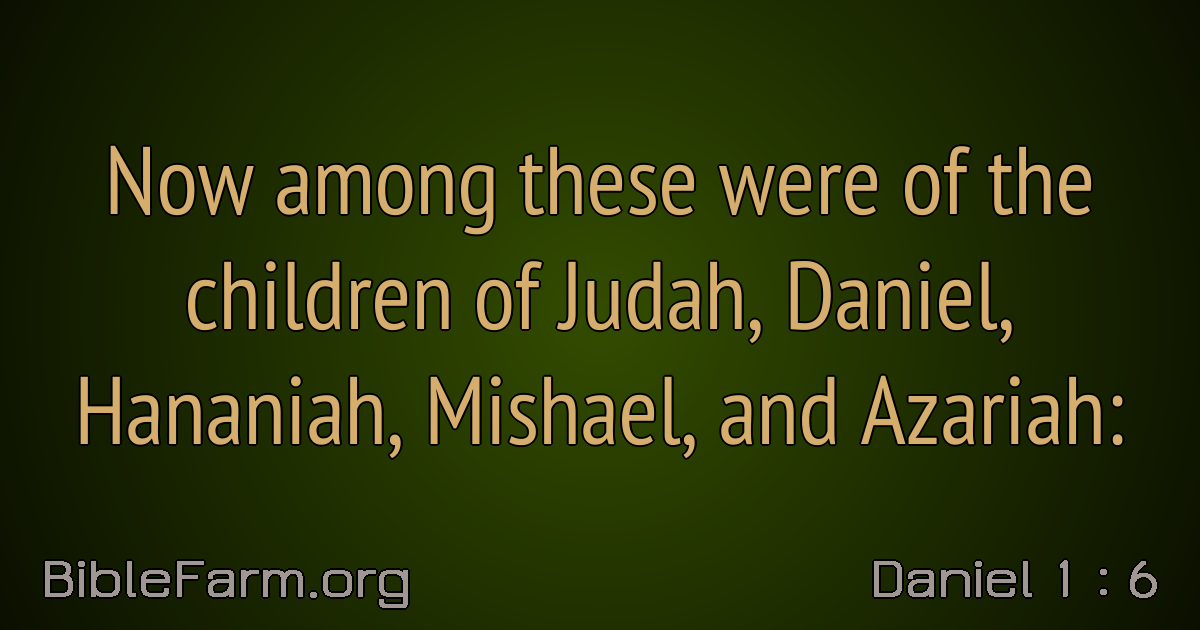 Now among these were of the
children of Judah, Daniel,
Hananiah, Mishael, and Azariah:
BibleFarm.org
Daniel 1 : 6